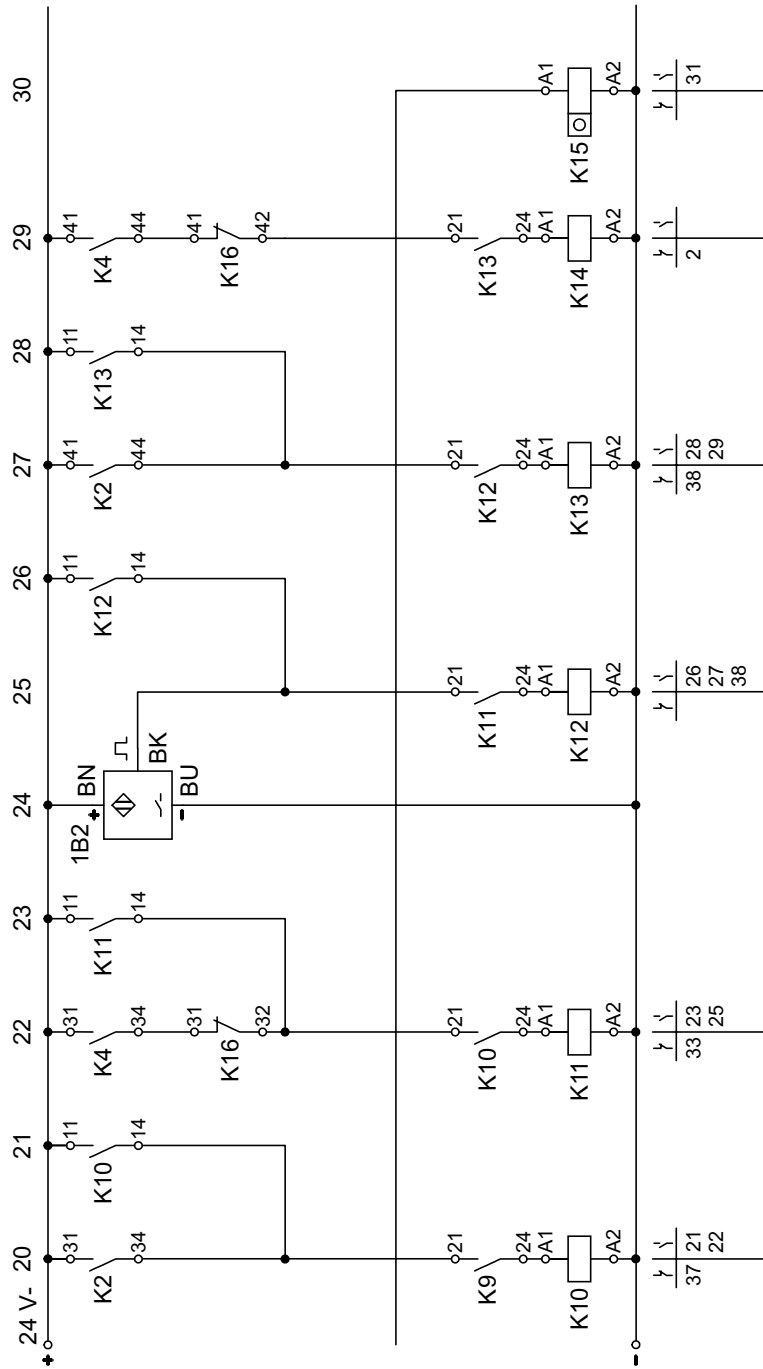 24 V-
20 21 22 23 24 25 26 27 28 29 30
+
31 11 31 11 BN 11 41 11 41
1B2 +
K2 K10 K4 K11 K12 K2 K13 K4
34 14 34 14 BK 14 44 14 44
BU
-
31 41
K16 K16
32 42
21 21 21 21 21
K9 K10 K11 K12 K13
24 24 24 24 24
A1 A1 A1 A1 A1 A1
K10 K11 K12 K13 K14 K15
A2 A2 A2 A2 A2 A2
-
37 21 33 23 26 38 28 2 31
22 25 27 29
38